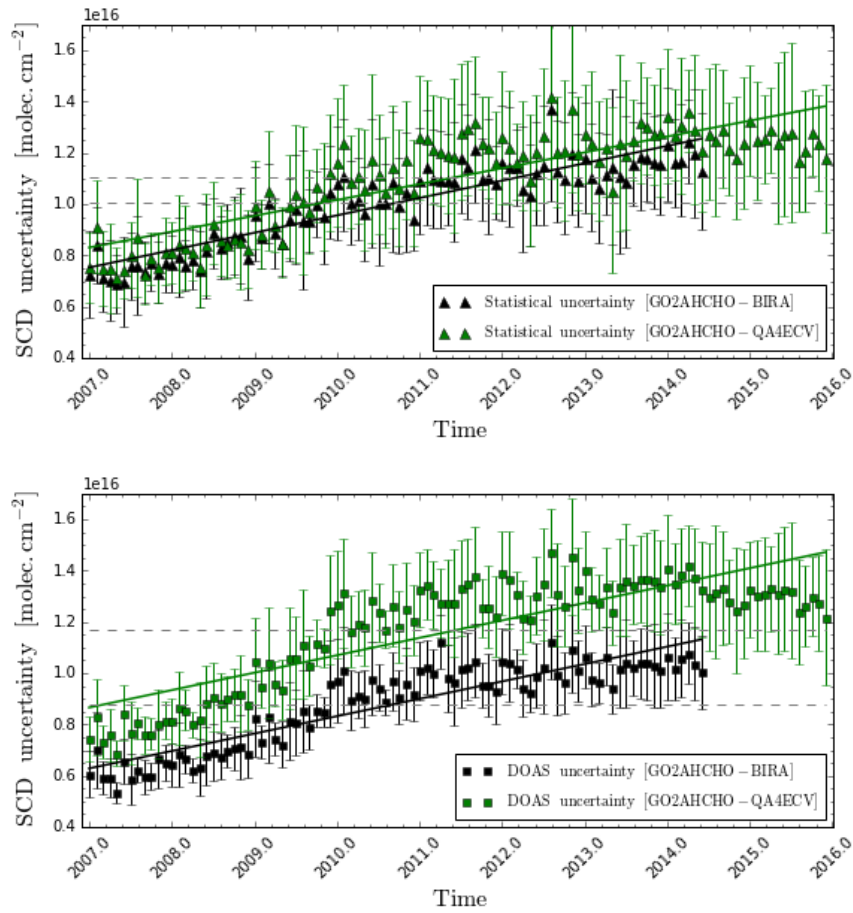 1e16
SCD uncertainty [molec.cm−2]
1.6
1.4
1.2
1.0
0.8
0.6
0.4
Statistical uncertainty [GO2AHCHO−BIRA]
Statistical uncertainty [GO2AHCHO−QA4ECV]
2007.0 2008.0 2009.0 2010.0 2011.0 2012.0 2013.0 2014.0 2015.0 2016.0
Time
1e16
SCD uncertainty [molec.cm−2]
1.6
1.4
1.2
1.0
0.8
0.6
0.4
DOAS uncertainty [GO2AHCHO−BIRA]
DOAS uncertainty [GO2AHCHO−QA4ECV]
2007.0 2008.0 2009.0 2010.0 2011.0 2012.0 2013.0 2014.0 2015.0 2016.0
Time